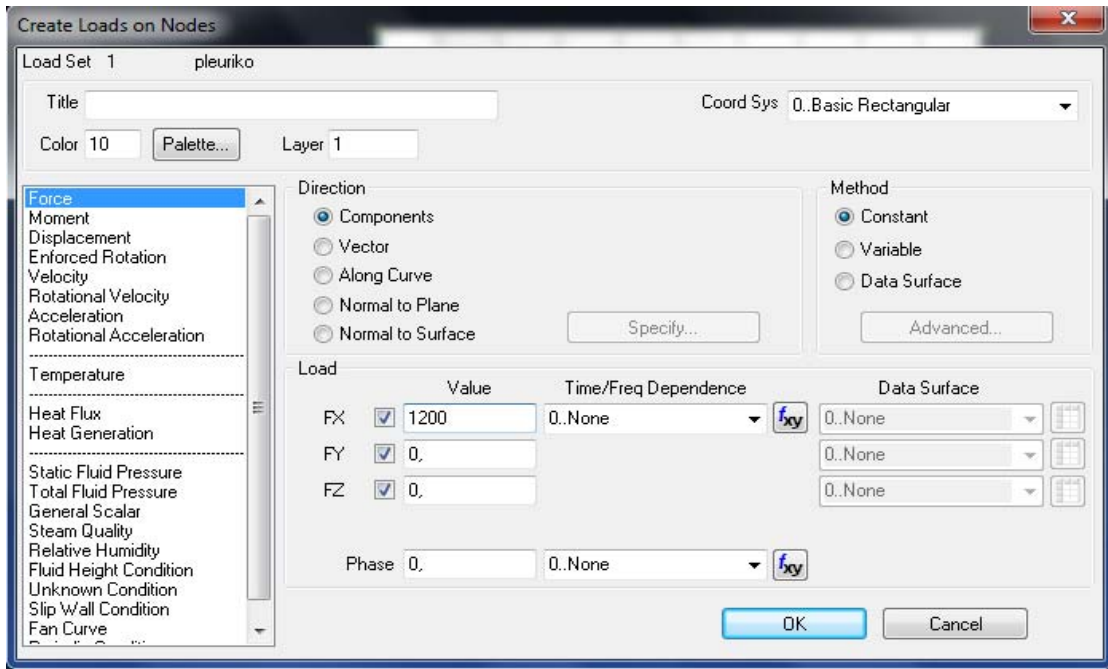 Create Loads on Nodes
Load Set 1 pleuriko
Title
Coord Sys 0..Basic Rectangular
Color 10 Palette... Layer 1
Force
Moment
Displacement
Enforced Rotation
Velocity
Rotational Velocity
Acceleration
Rotational Acceleration
Temperature
Heat Flux
Heat Generation
Static Fluid Pressure
Total Fluid Pressure
General Scalar
Steam Quality
Relative Humidity
Fluid Height Condition
Unknown Condition
Slip Wall Condition
Fan Curve
Direction
Components
Vector
Along Curve
Normal to Plane
Normal to Surface
Specify...
Method
Constant
Variable
Data Surface
Advanced...
Load
Value Time/Freq Dependence Data Surface
FX 1200 0..None fxy 0..None
FY 0, 0..None
FZ 0, 0..None
Phase 0, 0..None fxy
OK Cancel